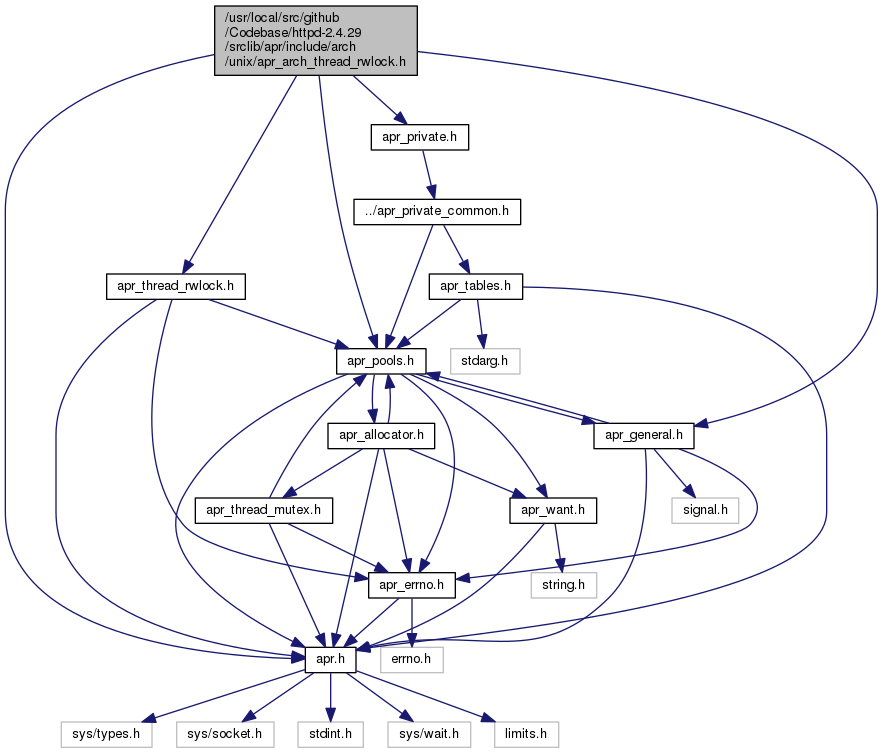 /usr/local/src/github
/Codebase/httpd-2.4.29
/srclib/apr/include/arch
/unix/apr_arch_thread_rwlock.h
apr_private.h
../apr_private_common.h
apr_thread_rwlock.h
apr_tables.h
apr_pools.h
stdarg.h
apr_allocator.h
apr_general.h
apr_thread_mutex.h
apr_want.h
signal.h
apr_errno.h
string.h
apr.h
errno.h
sys/types.h
sys/socket.h
stdint.h
sys/wait.h
limits.h